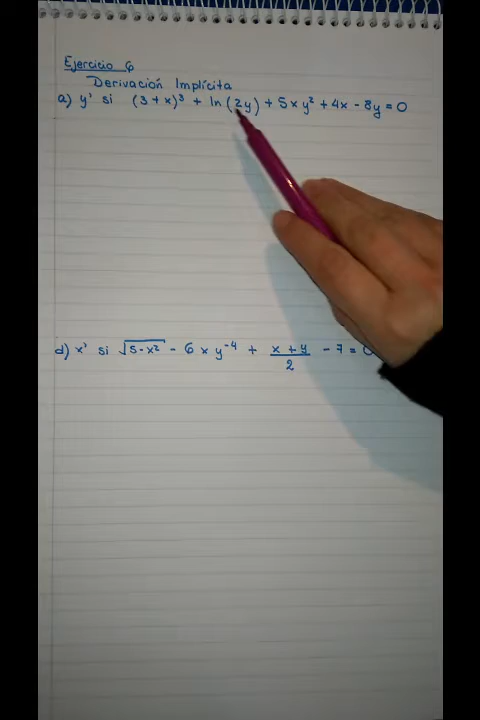 Ejercicio 6
Derivación Implícita
a) y' si (3 + x)³ + ln (2y) + 5xy² + 4x - 8y = 0
d) x' si √5-x² - 6xy⁻⁴ + x + y / 2 - 7 = 0